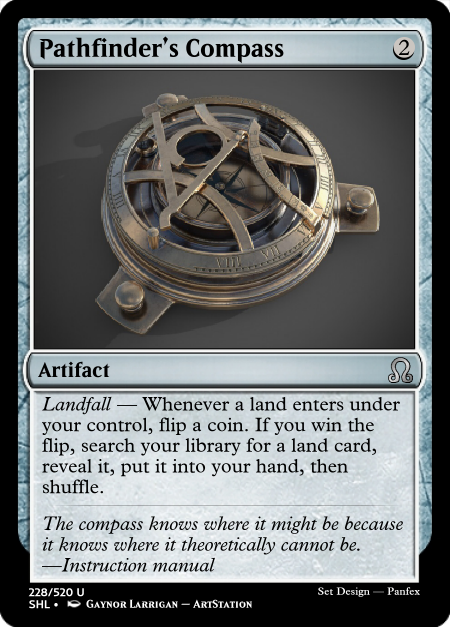 Pathfinder's Compass 2
Artifact
Landfall — Whenever a land enters under
your control, flip a coin. If you win the
flip, search your library for a land card,
reveal it, put it into your hand, then
shuffle.
The compass knows where it might be because
it knows where it theoretically cannot be.
—Instruction manual
228/520 U
Set Design — Panfex
SHL • Gaynor Larrigan — ArtStation